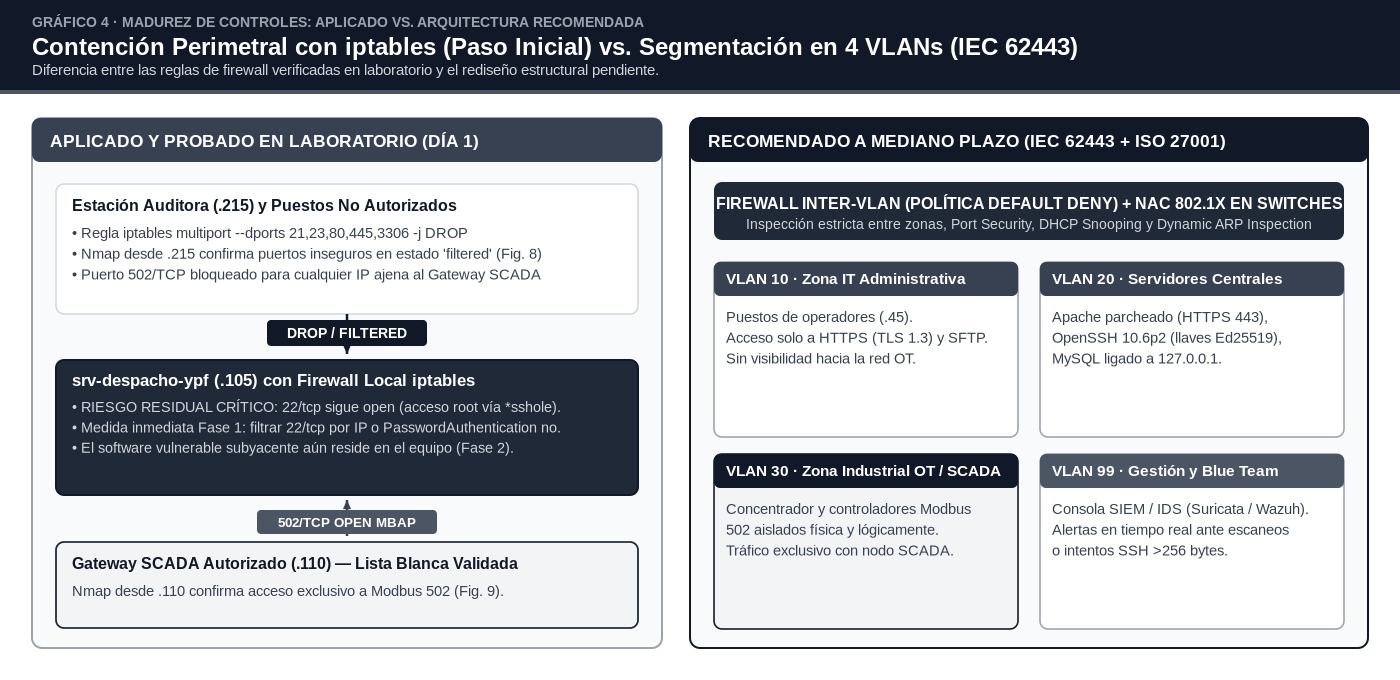 GRÁFICO 4 · MADUREZ DE CONTROLES: APLICADO VS. ARQUITECTURA RECOMENDADA
Contención Perimetral con iptables (Paso Inicial) vs. Segmentación en 4 VLANs (IEC 62443)
Diferencia entre las reglas de firewall verificadas en laboratorio y el rediseño estructural pendiente.
APLICADO Y PROBADO EN LABORATORIO (DÍA 1)
Estación Auditora (.215) y Puestos No Autorizados
• Regla iptables multiport --dports 21,23,80,445,3306 -j DROP
• Nmap desde .215 confirma puertos inseguros en estado 'filtered' (Fig. 8)
• Puerto 502/TCP bloqueado para cualquier IP ajena al Gateway SCADA
DROP / FILTERED
srv-despacho-ypf (.105) con Firewall Local iptables
• RIESGO RESIDUAL CRÍTICO: 22/tcp sigue open (acceso root vía *sshole).
• Medida inmediata Fase 1: filtrar 22/tcp por IP o PasswordAuthentication no.
• El software vulnerable subyacente aún reside en el equipo (Fase 2).
502/TCP OPEN MBAP
Gateway SCADA Autorizado (.110) — Lista Blanca Validada
Nmap desde .110 confirma acceso exclusivo a Modbus 502 (Fig. 9).
RECOMENDADO A MEDIANO PLAZO (IEC 62443 + ISO 27001)
FIREWALL INTER-VLAN (POLÍTICA DEFAULT DENY) + NAC 802.1X EN SWITCHES
Inspección estricta entre zonas, Port Security, DHCP Snooping y Dynamic ARP Inspection
VLAN 10 · Zona IT Administrativa
Puestos de operadores (.45).
Acceso solo a HTTPS (TLS 1.3) y SFTP.
Sin visibilidad hacia la red OT.
VLAN 20 · Servidores Centrales
Apache parcheado (HTTPS 443),
OpenSSH 10.6p2 (llaves Ed25519),
MySQL ligado a 127.0.0.1.
VLAN 30 · Zona Industrial OT / SCADA
Concentrador y controladores Modbus
502 aislados física y lógicamente.
Tráfico exclusivo con nodo SCADA.
VLAN 99 · Gestión y Blue Team
Consola SIEM / IDS (Suricata / Wazuh).
Alertas en tiempo real ante escaneos
o intentos SSH >256 bytes.